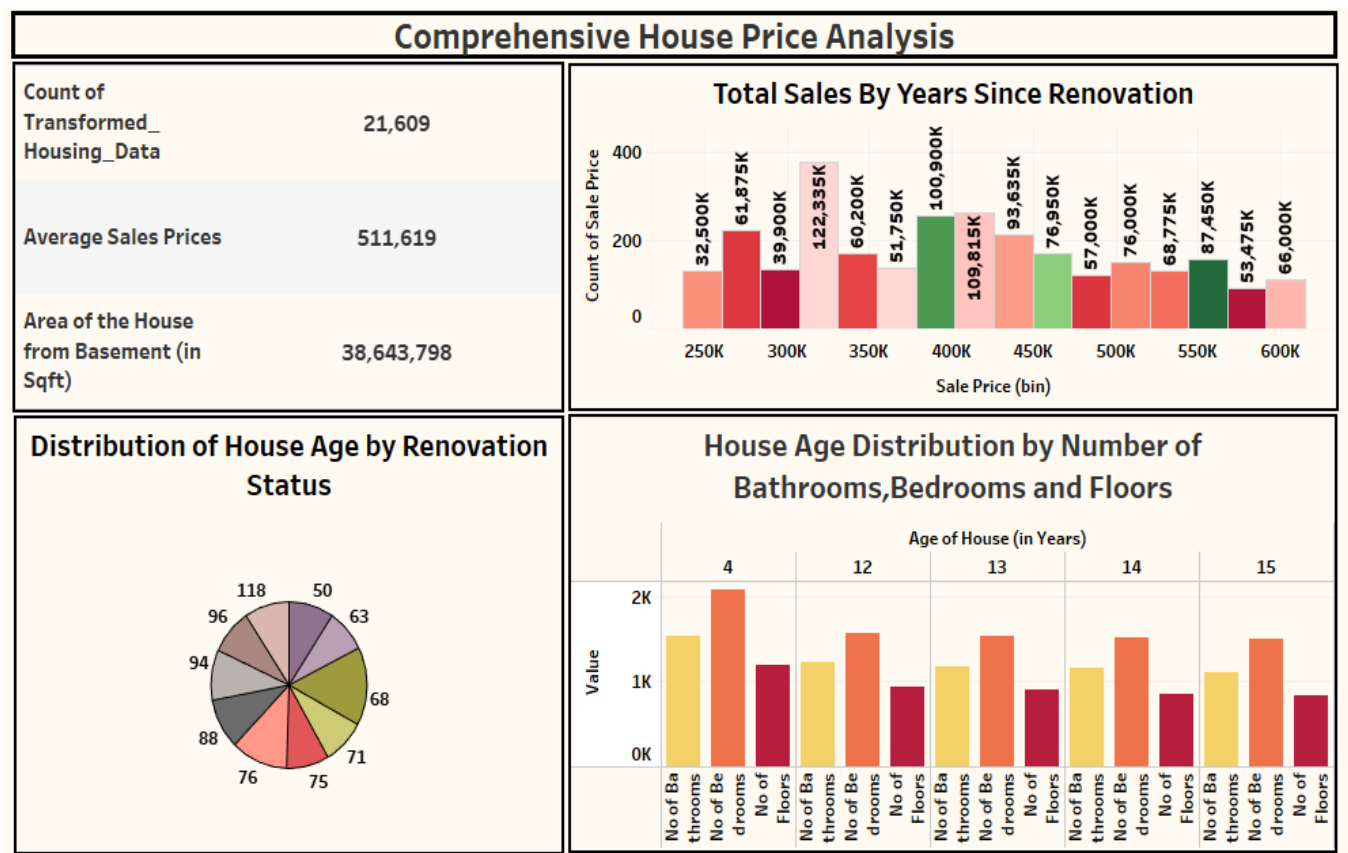 Comprehensive House Price Analysis
Count of
Transformed_
Housing_Data
21,609
Average Sales Prices
511,619
Area of the House
from Basement (in
Sqft)
38,643,798
Total Sales By Years Since Renovation
Count of Sale Price
400
200
0
32,500K
61,875K
39,900K
122,335K
60,200K
51,750K
100,900K
109,815K
93,635K
76,950K
57,000K
76,000K
68,775K
87,450K
53,475K
66,000K
250K
300K
350K
400K
450K
500K
550K
600K
Sale Price (bin)
Distribution of House Age by Renovation
Status
118
50
96
63
94
68
88
71
76
75
House Age Distribution by Number of
Bathrooms,Bedrooms and Floors
Age of House (in Years)
4
12
13
14
15
Value
2K
1K
0K
No of Ba
throoms
No of Be
drooms
No of
Floors
No of Ba
throoms
No of Be
drooms
No of
Floors
No of Ba
throoms
No of Be
drooms
No of
Floors
No of Ba
throoms
No of Be
drooms
No of
Floors
No of Ba
throoms
No of Be
drooms
No of
Floors